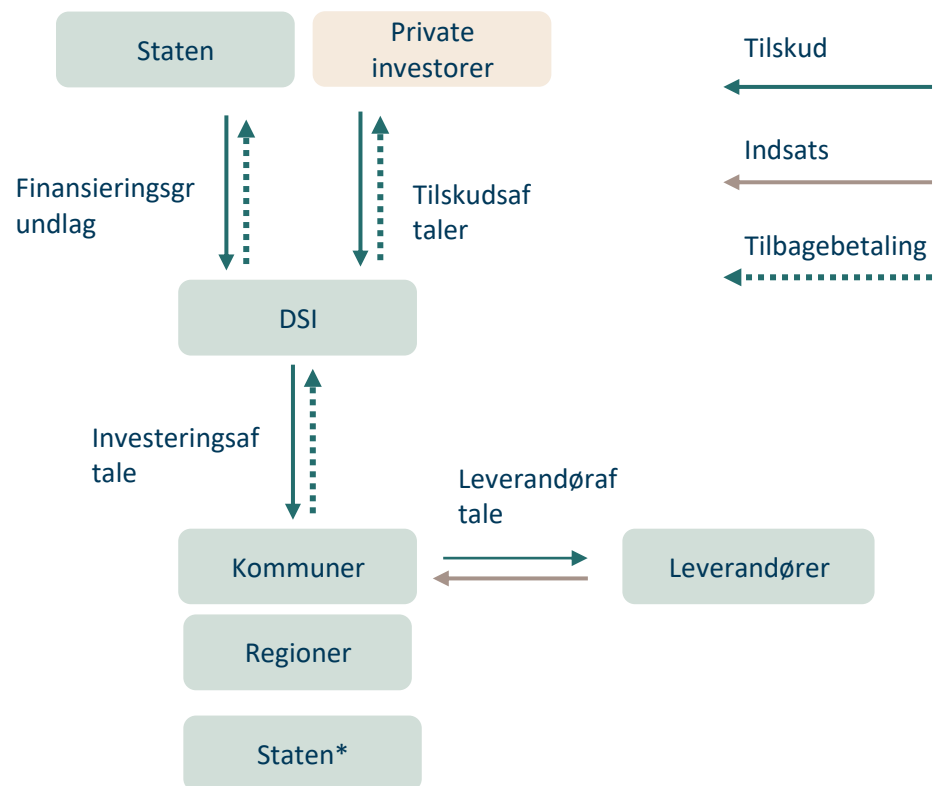 Staten
Private
investorer
Tilskud
Indsats
Finansieringsgr
undlag
Tilskudsaf
taler
Tilbagebetaling
DSI
Investeringsaf
tale
Leverandøraf
tale
Kommuner
Leverandører
Regioner
Staten*